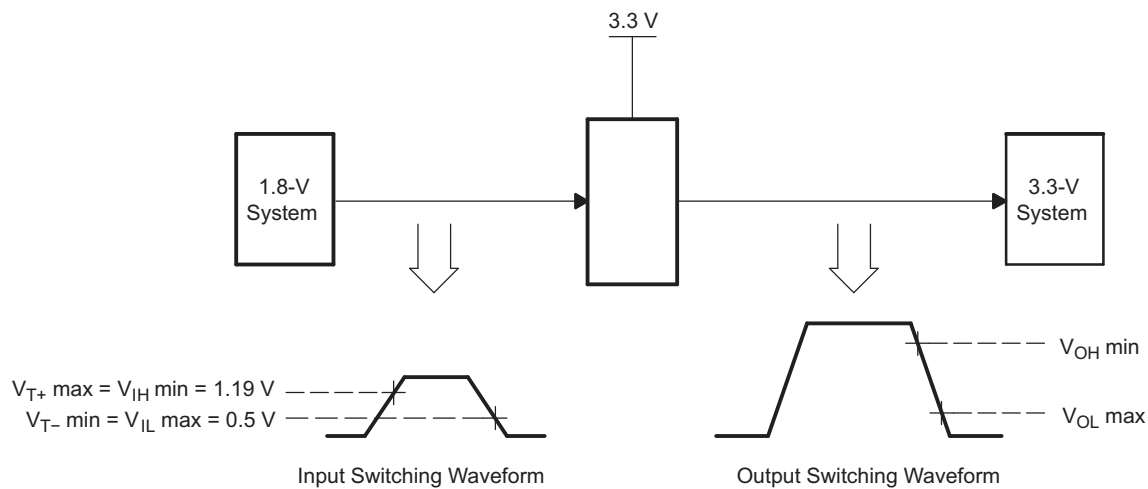 3.3 V
1.8-V
System
3.3-V
System
V_OH min
V_T+ max = V_IH min = 1.19 V
V_T– min = V_IL max = 0.5 V
V_OL max
Input Switching Waveform
Output Switching Waveform